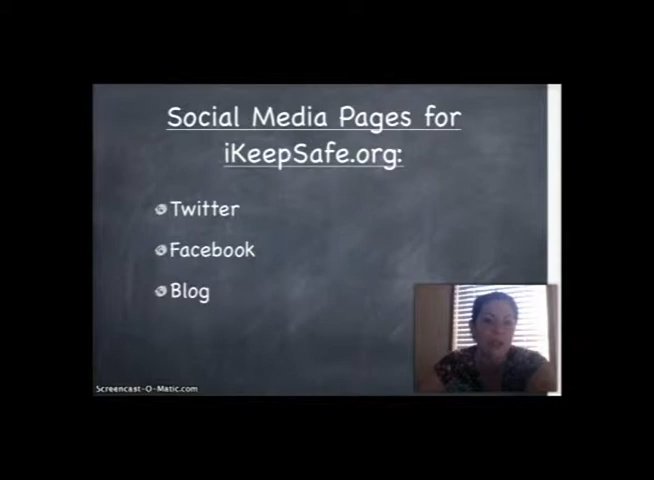 Social Media Pages for
iKeepSafe.org:
Twitter
Facebook
Blog
Screencast-O-Matic.com